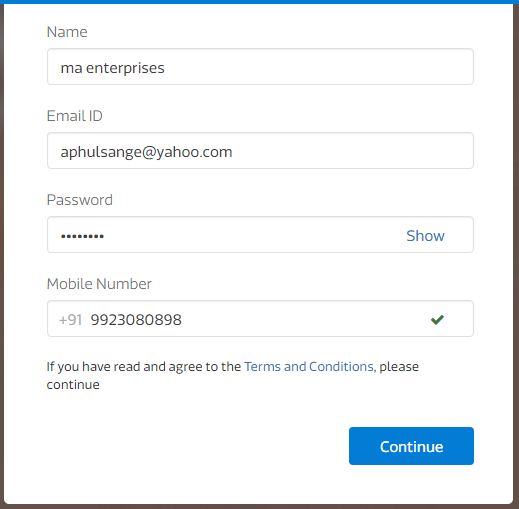 Name
ma enterprises
Email ID
aphulsange@yahoo.com
Password
•••••••• Show
Mobile Number
+91 9923080898
If you have read and agree to the Terms and Conditions, please
continue
Continue